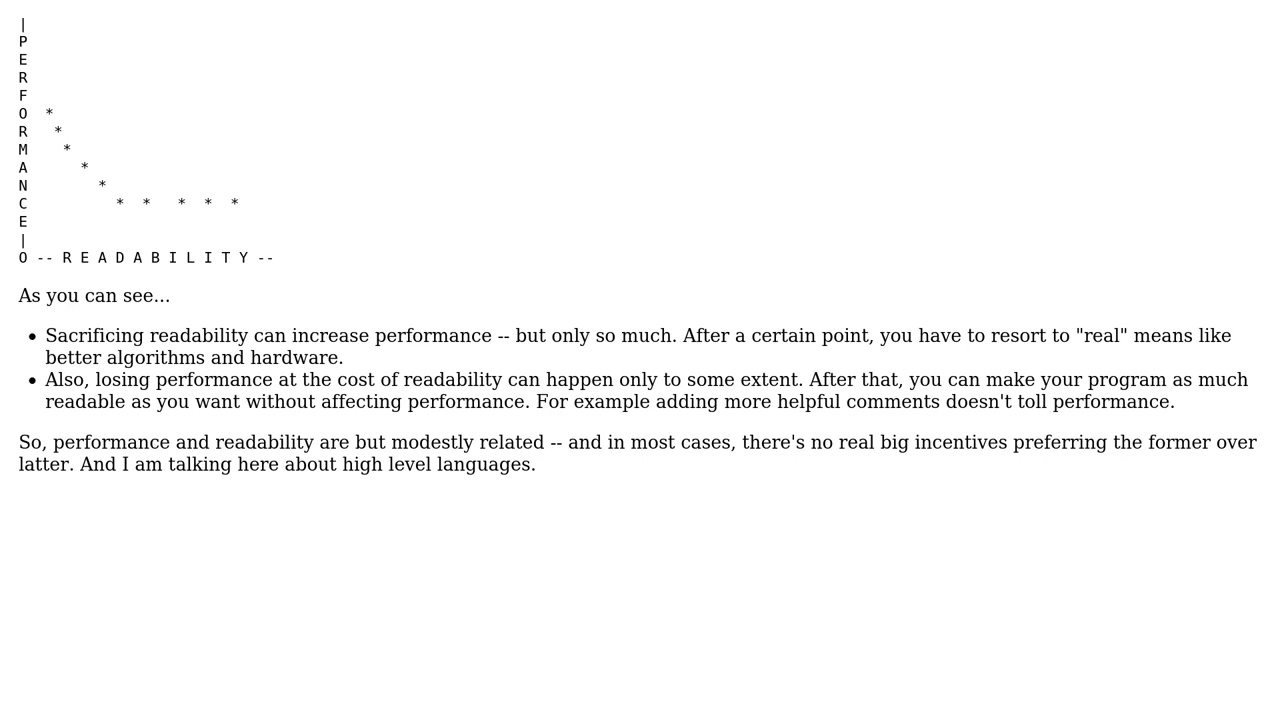 |
P
E
R
F
O  *
R   *
M    *
A      *
N        *
C          *  *   *  *  *
E
|
O -- R E A D A B I L I T Y --
As you can see...
• Sacrificing readability can increase performance -- but only so much. After a certain point, you have to resort to "real" means like
better algorithms and hardware.
• Also, losing performance at the cost of readability can happen only to some extent. After that, you can make your program as much
readable as you want without affecting performance. For example adding more helpful comments doesn't toll performance.
So, performance and readability are but modestly related -- and in most cases, there's no real big incentives preferring the former over
latter. And I am talking here about high level languages.